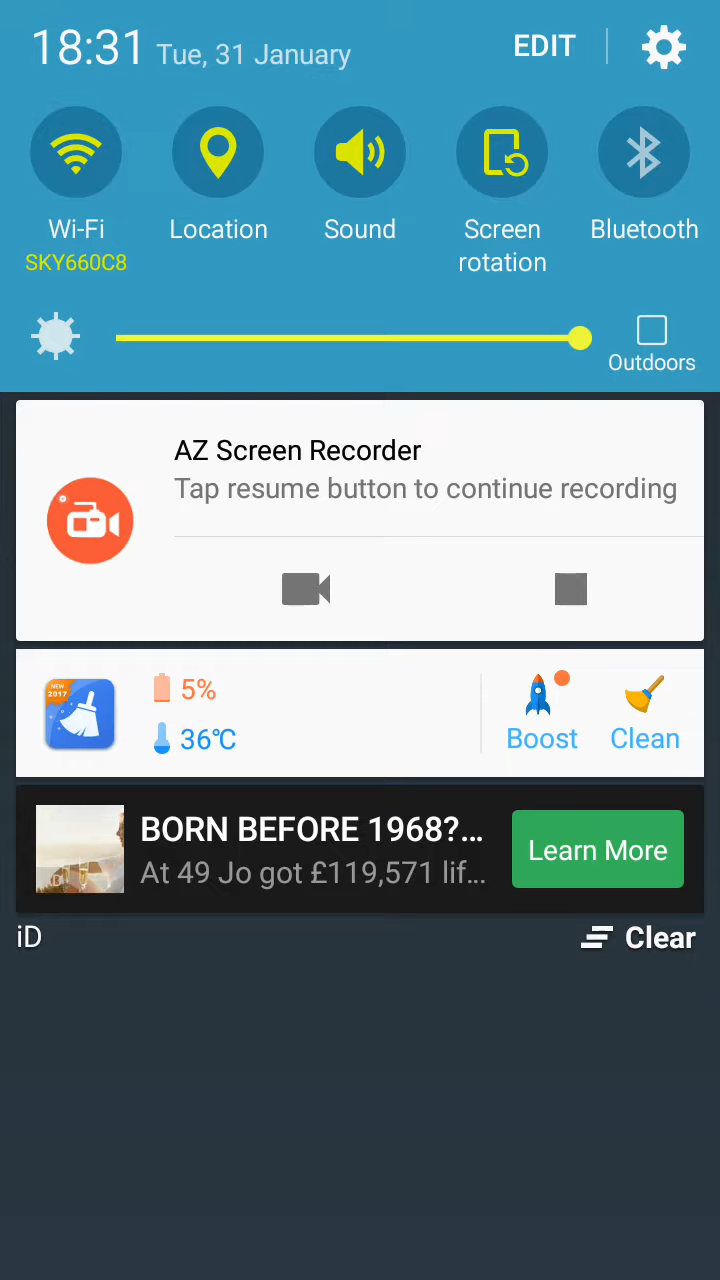 18:31 Tue, 31 January EDIT
Wi-Fi Location Sound Screen rotation Bluetooth
SKY660C8
Outdoors
AZ Screen Recorder
Tap resume button to continue recording
NEW
2017
5%
36℃
Boost Clean
BORN BEFORE 1968?...
At 49 Jo got £119,571 lif...
Learn More
iD Clear